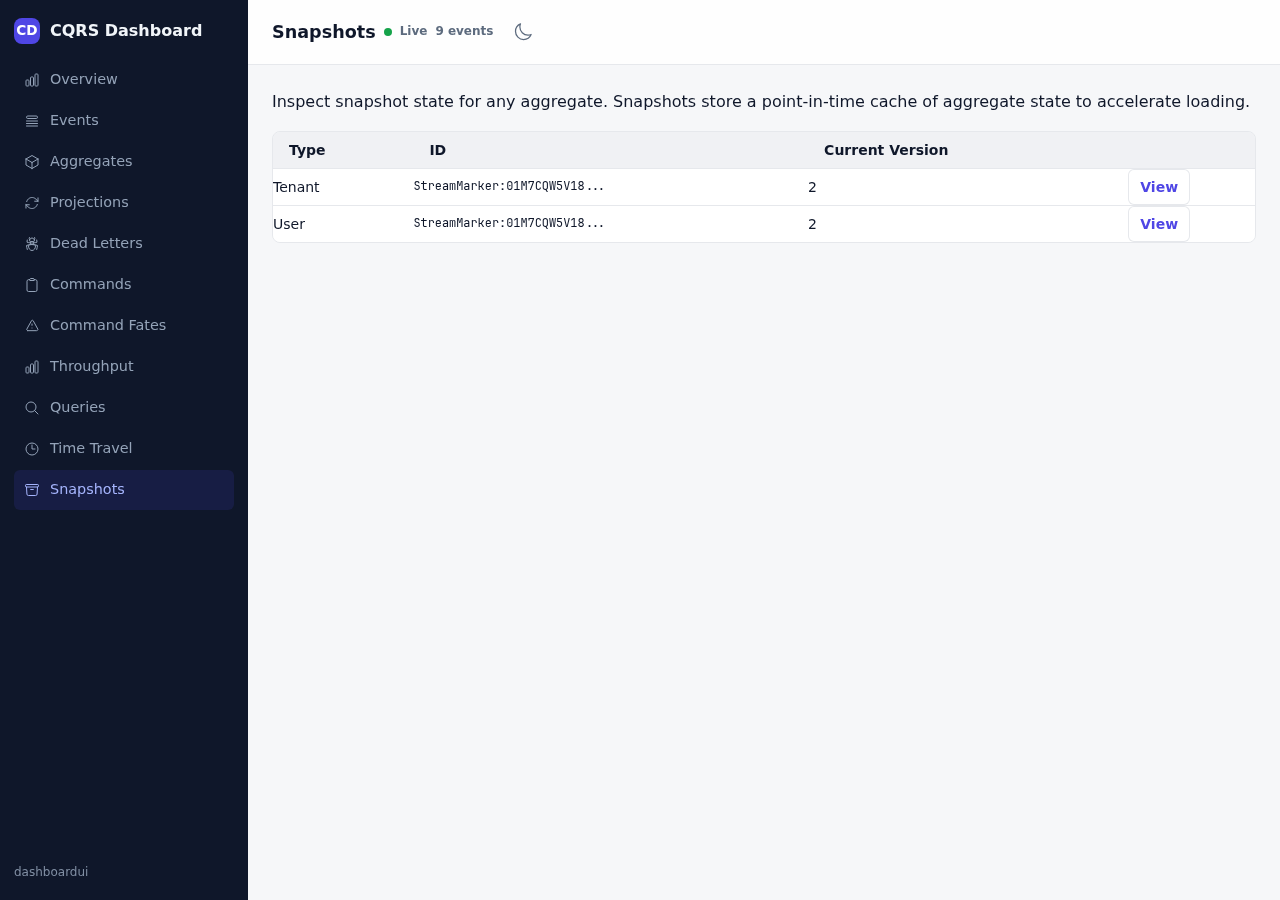 CD CQRS Dashboard
Overview
Events
Aggregates
Projections
Dead Letters
Commands
Command Fates
Throughput
Queries
Time Travel
Snapshots
dashboardui
Snapshots Live 9 events
Inspect snapshot state for any aggregate. Snapshots store a point-in-time cache of aggregate state to accelerate loading.
Type ID Current Version
Tenant StreamMarker:01M7CQW5V18... 2 View
User StreamMarker:01M7CQW5V18... 2 View